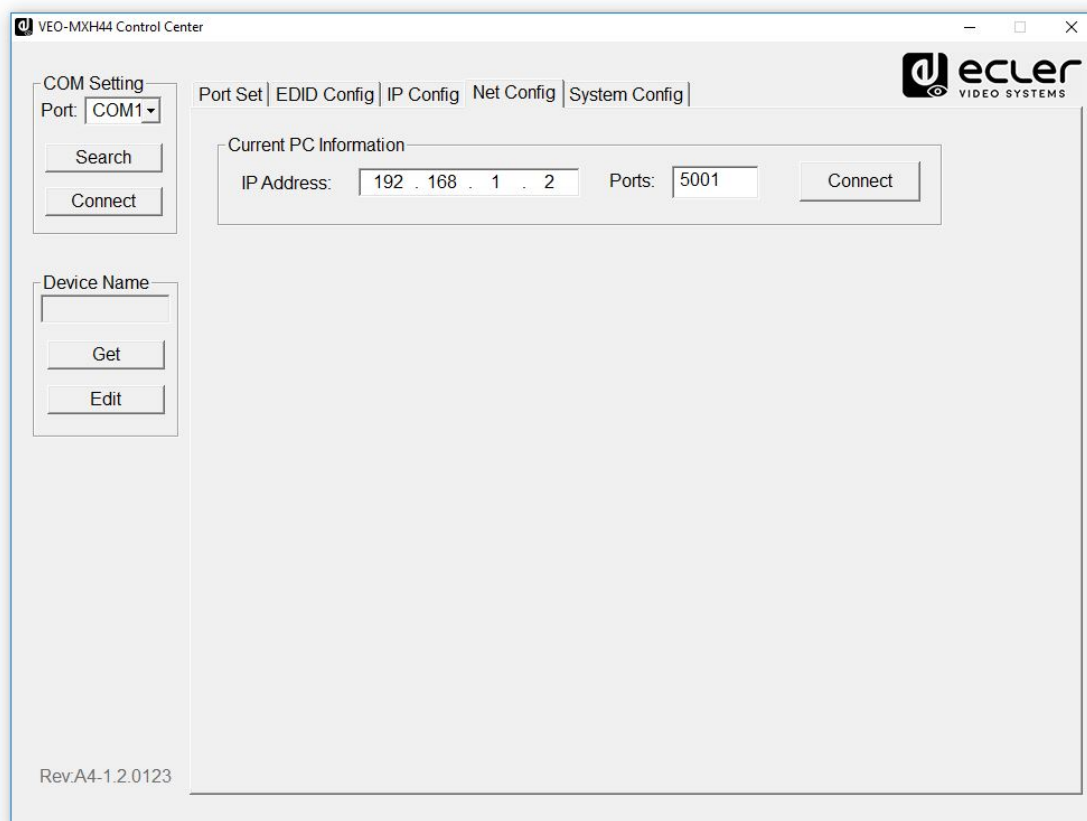 VEO-MXH44 Control Center
ecler
VIDEO SYSTEMS
COM Setting
Port: COM1
Search
Connect
Device Name
Get
Edit
Rev:A4-1.2.0123
Port Set EDID Config IP Config Net Config System Config
Current PC Information
IP Address: 192 . 168 . 1 . 2 Ports: 5001 Connect